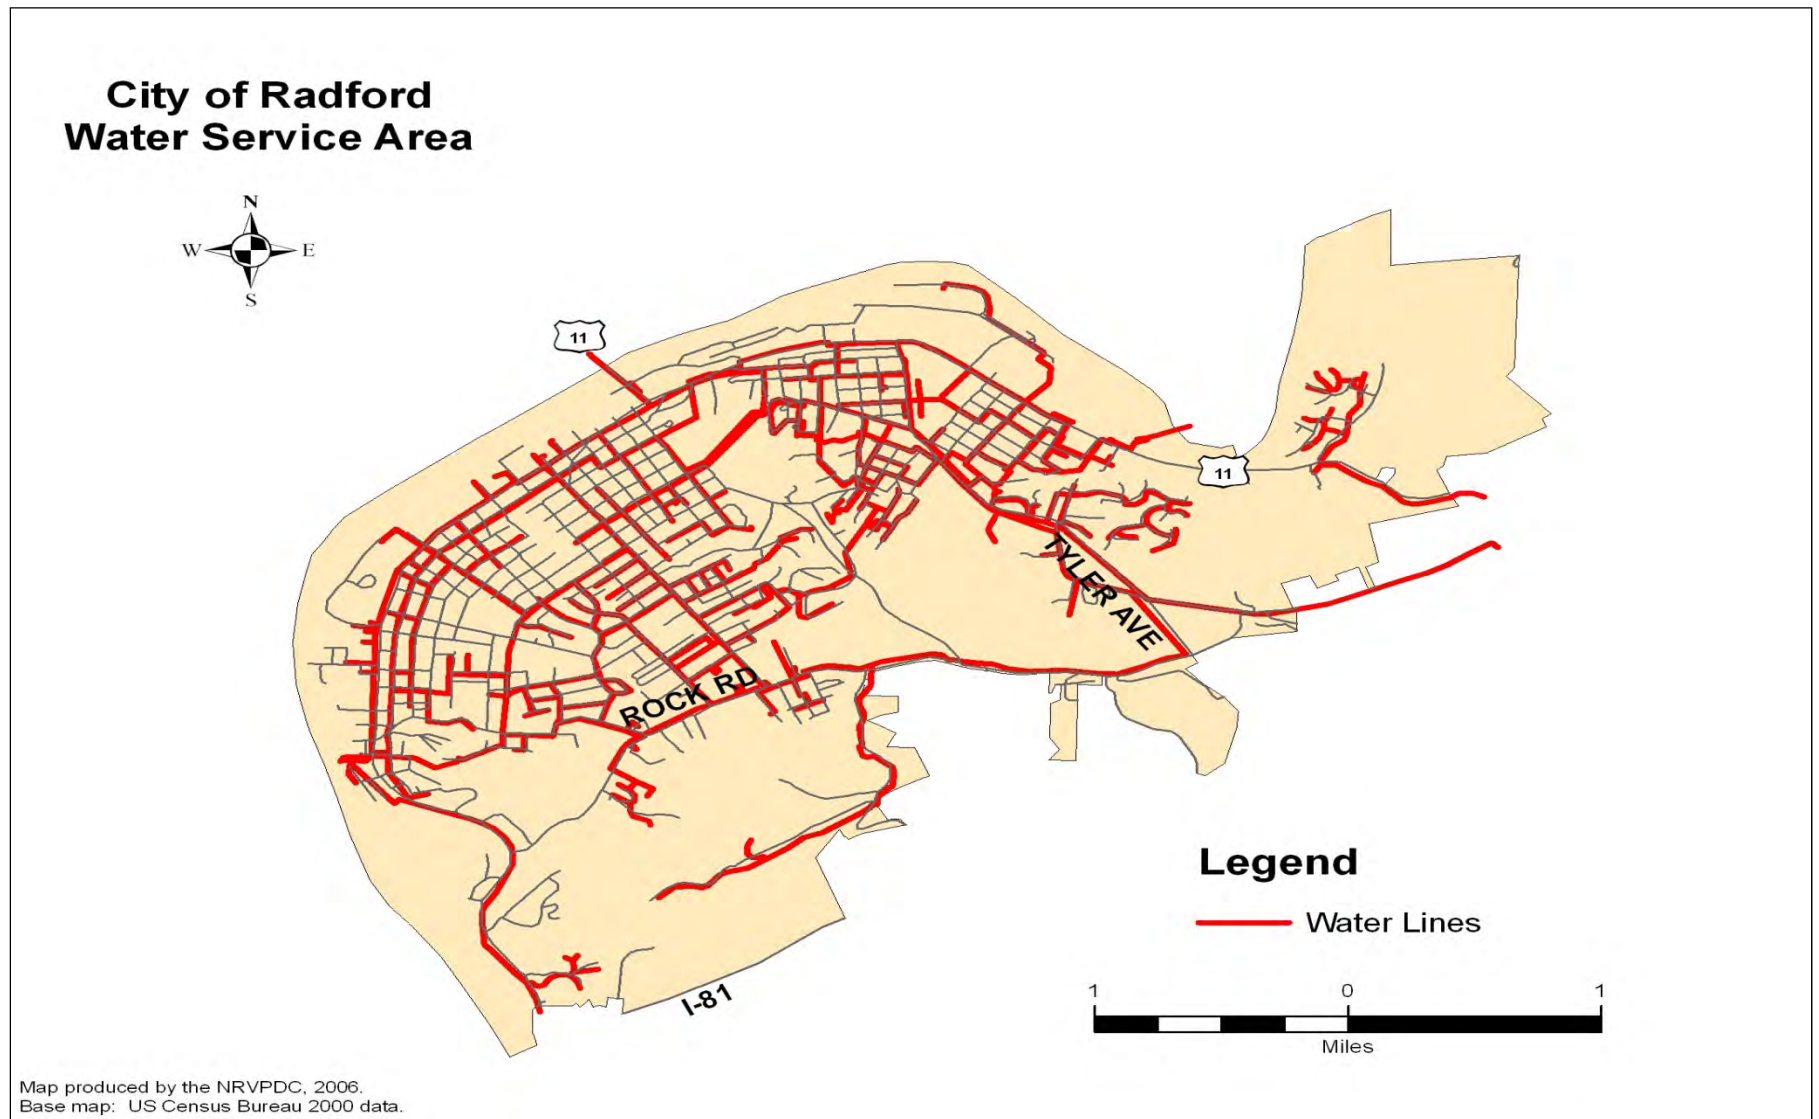 City of Radford
Water Service Area
N
W E
S
11
11
TYLER AVE
ROCK RD
I-81
Legend
Water Lines
1 0 1
Miles
Map produced by the NRVPDC, 2006.
Base map: US Census Bureau 2000 data.